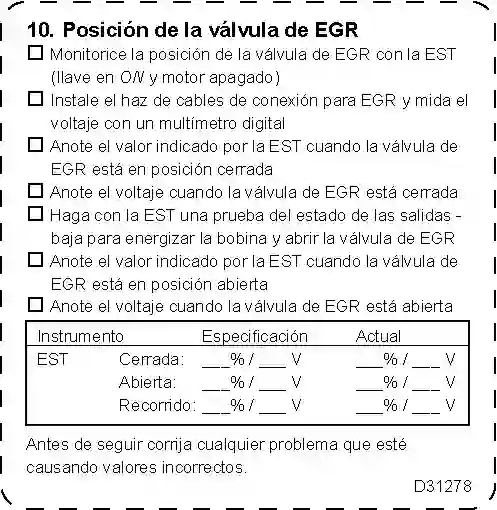 10. Posición de la válvula de EGR
☐ Monitorice la posición de la válvula de EGR con la EST
(llave en ON y motor apagado)
☐ Instale el haz de cables de conexión para EGR y mida el
voltaje con un multímetro digital
☐ Anote el valor indicado por la EST cuando la válvula de
EGR está en posición cerrada
☐ Anote el voltaje cuando la válvula de EGR está cerrada
☐ Haga con la EST una prueba del estado de las salidas -
baja para energizar la bobina y abrir la válvula de EGR
☐ Anote el valor indicado por la EST cuando la válvula de
EGR está en posición abierta
☐ Anote el voltaje cuando la válvula de EGR está abierta
Instrumento Especificación Actual
EST Cerrada: ___% / ___ V ___% / ___ V
Abierta: ___% / ___ V ___% / ___ V
Recorrido: ___% / ___ V ___% / ___ V
Antes de seguir corrija cualquier problema que esté
causando valores incorrectos.
D31278